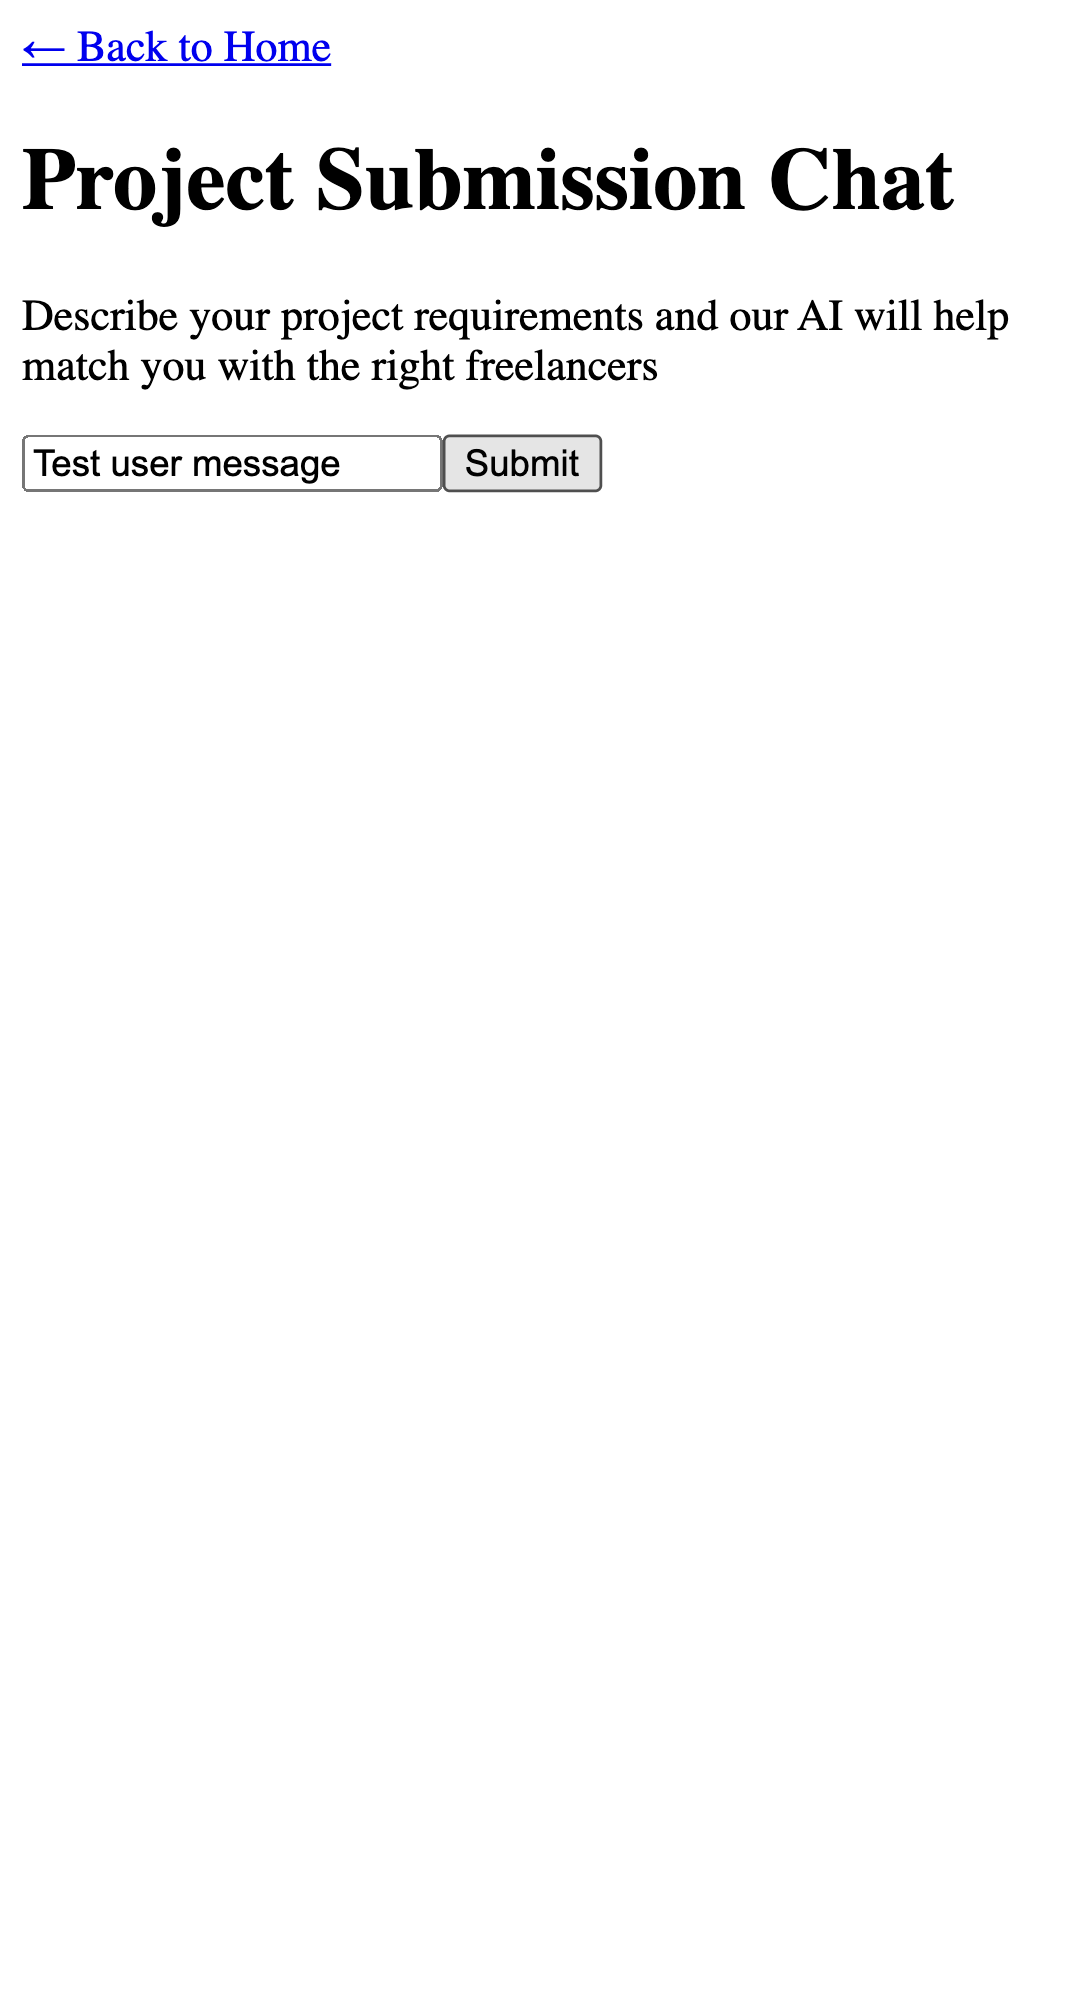 ← Back to Home
Project Submission Chat
Describe your project requirements and our AI will help
match you with the right freelancers
Test user message
Submit